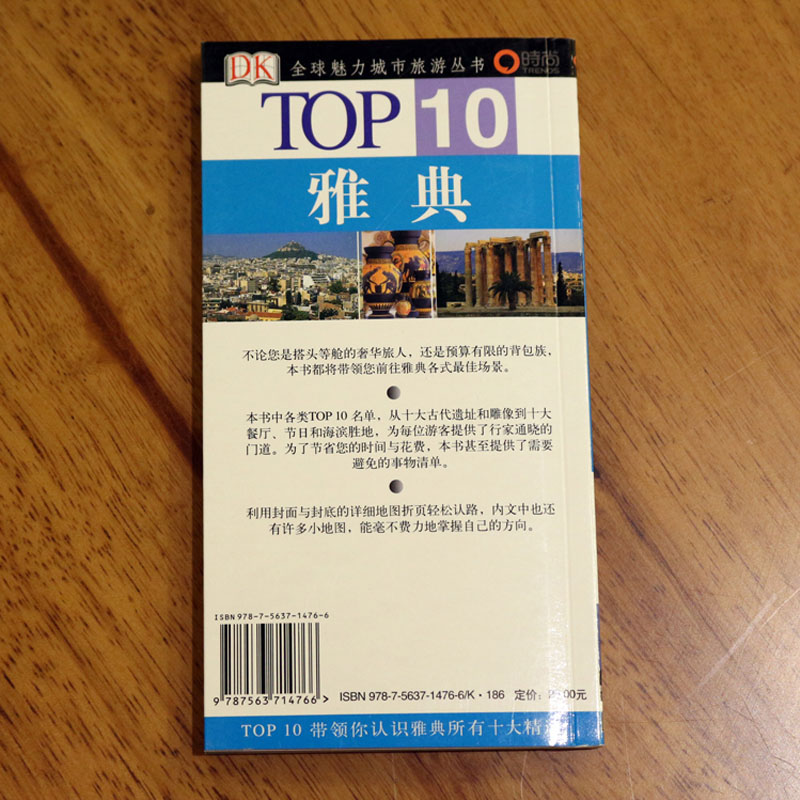 DK 全球魅力城市旅游丛书 時尚
TRENDS
TOP 10
雅典
不论您是搭头等舱的奢华旅人，还是预算有限的背包族，
本书都将带领您前往雅典各式最佳场景。
本书中各类TOP 10 名单，从十大古代遗址和雕像到十大
餐厅、节日和海滨胜地，为每位游客提供了行家通晓的
门道。为了节省您的时间与花费，本书甚至提供了需要
避免的事物清单。
利用封面与封底的详细地图折页轻松认路，内文中也还
有许多小地图，能毫不费力地掌握自己的方向。
ISBN 978-7-5637-1476-6
9 787563 714766 >
ISBN 978-7-5637-1476-6/K·186 定价：.00元
TOP 10 带领你认识雅典所有十大精